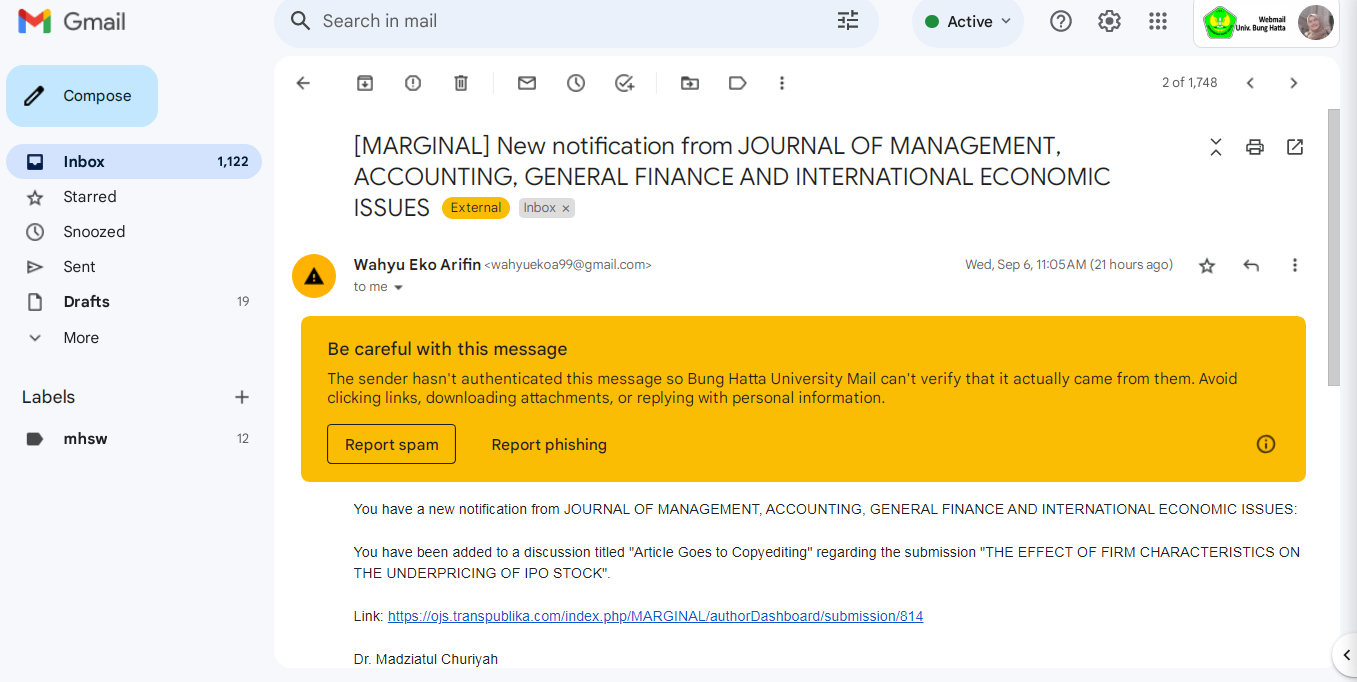 Gmail
Search in mail
Active
Webmail
Univ. Bung Hatta
Compose
2 of 1,748
Inbox 1,122
Starred
Snoozed
Sent
Drafts 19
More
Labels
mhsw 12
[MARGINAL] New notification from JOURNAL OF MANAGEMENT,
ACCOUNTING, GENERAL FINANCE AND INTERNATIONAL ECONOMIC
ISSUES External Inbox x
Wahyu Eko Arifin <wahyuekoa99@gmail.com> Wed, Sep 6, 11:05 AM (21 hours ago)
to me
Be careful with this message
The sender hasn't authenticated this message so Bung Hatta University Mail can't verify that it actually came from them. Avoid
clicking links, downloading attachments, or replying with personal information.
Report spam Report phishing
You have a new notification from JOURNAL OF MANAGEMENT, ACCOUNTING, GENERAL FINANCE AND INTERNATIONAL ECONOMIC ISSUES:
You have been added to a discussion titled "Article Goes to Copyediting" regarding the submission "THE EFFECT OF FIRM CHARACTERISTICS ON
THE UNDERPRICING OF IPO STOCK".
Link: https://ojs.transpublika.com/index.php/MARGINAL/authorDashboard/submission/814
Dr. Madziatul Churiyah